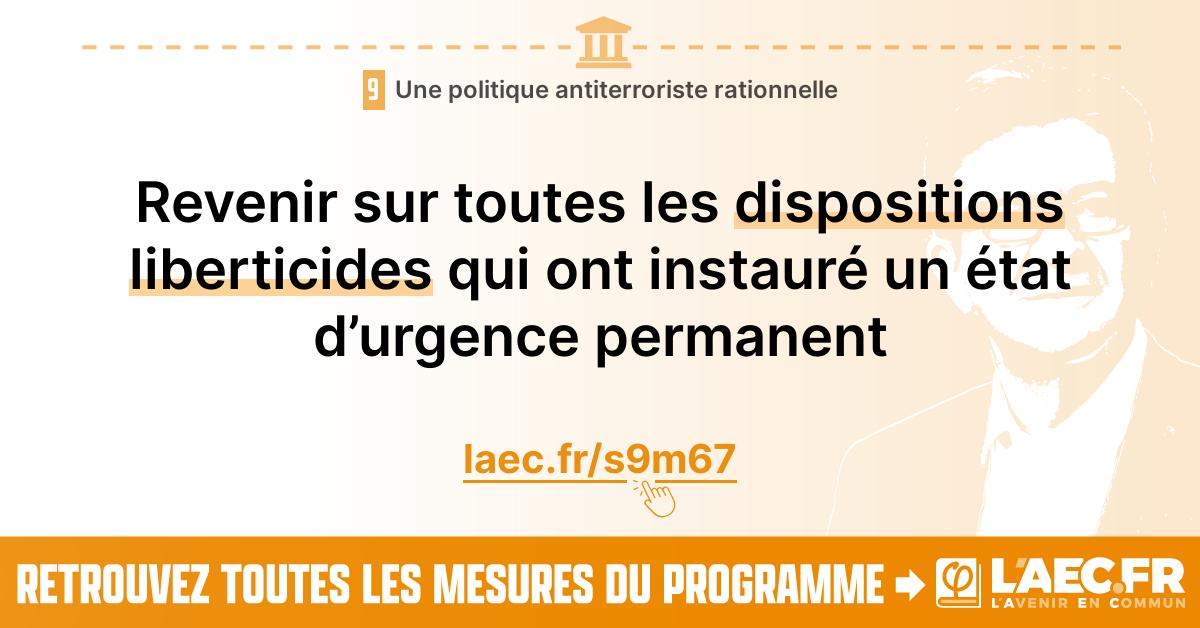 9 Une politique antiterroriste rationnelle
Revenir sur toutes les dispositions
liberticides qui ont instauré un état
d’urgence permanent
laec.fr/s9m67
RETROUVEZ TOUTES LES MESURES DU PROGRAMME
φ L'AEC.FR
L'AVENIR EN COMMUN